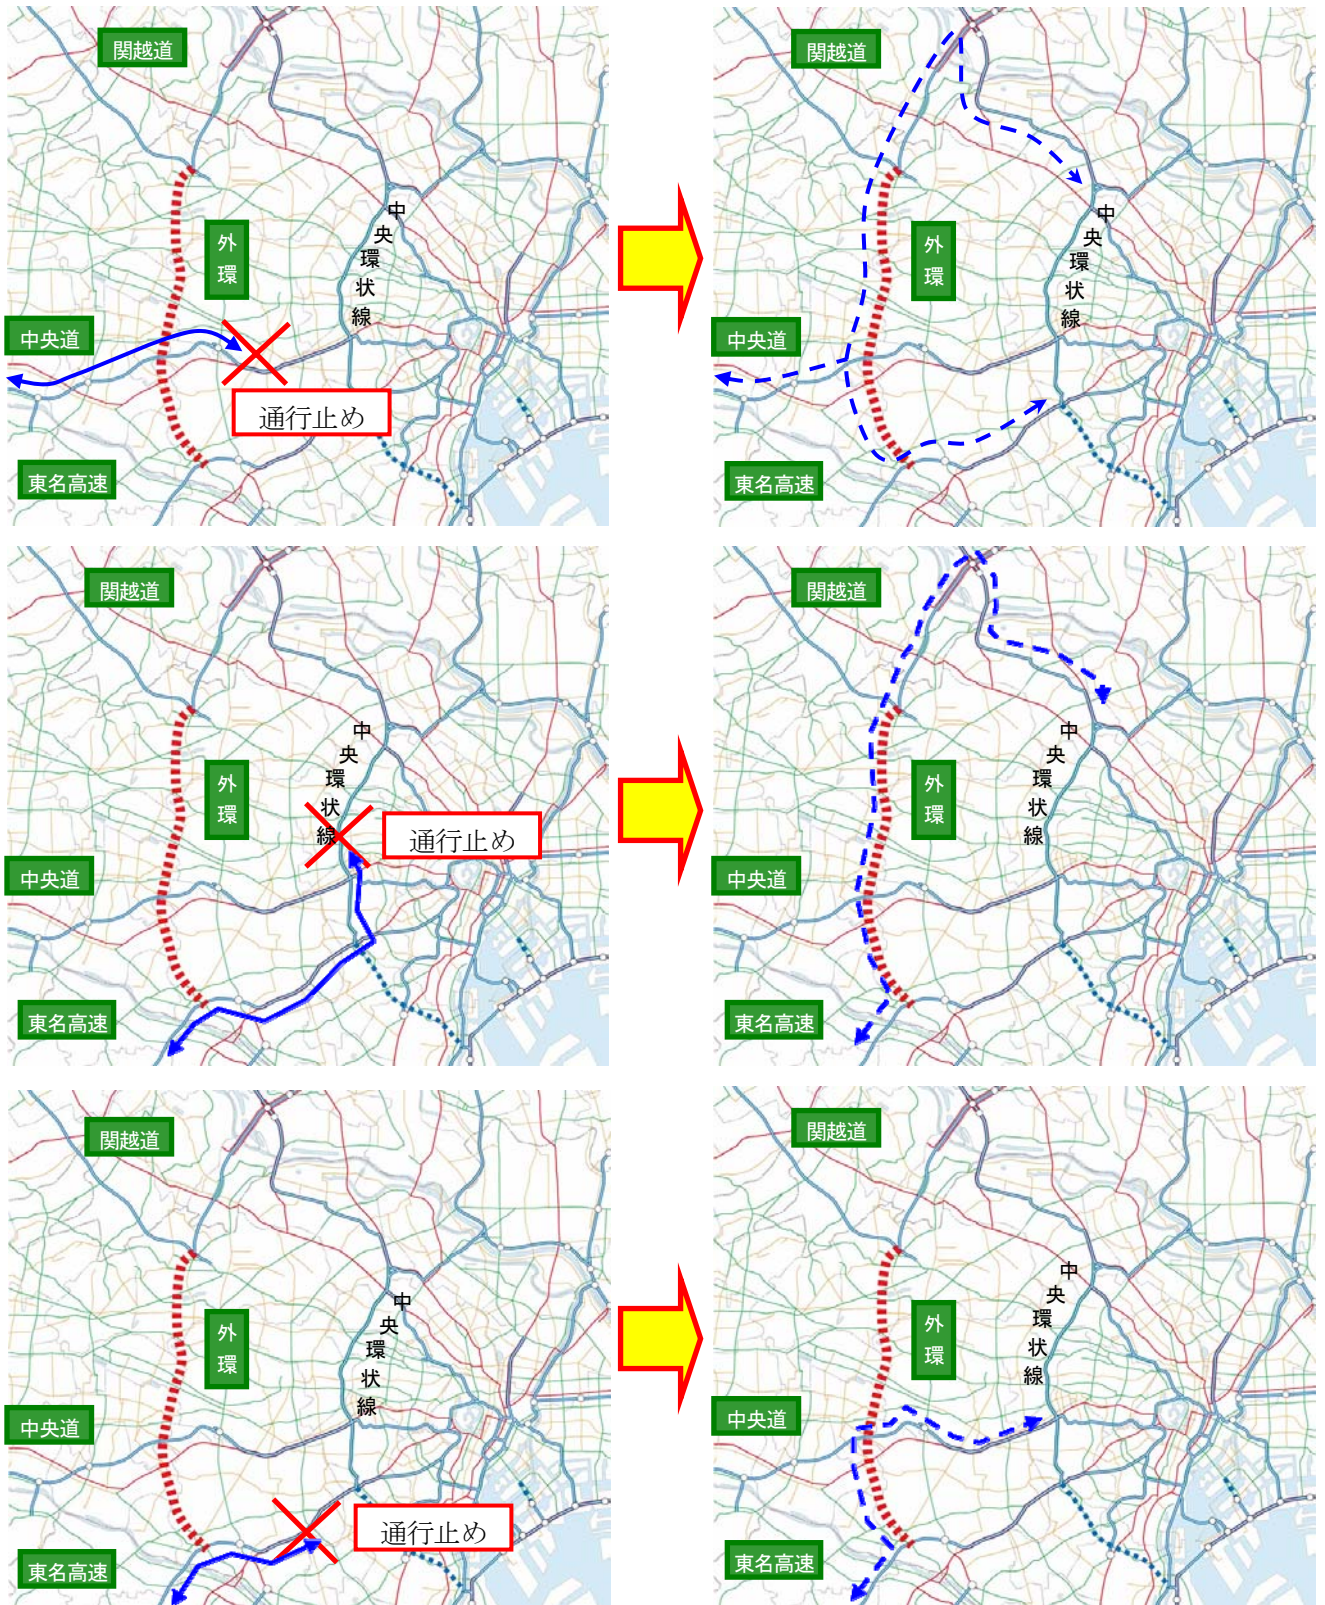 関越道
外環
中央環状線
中央道
通行止め
東名高速
関越道
外環
中央環状線
中央道
東名高速
関越道
中央環状線
外環
通行止め
中央道
東名高速
関越道
中央環状線
外環
中央道
東名高速
関越道
外環
中央環状線
中央道
通行止め
東名高速
関越道
中央環状線
外環
中央道
東名高速